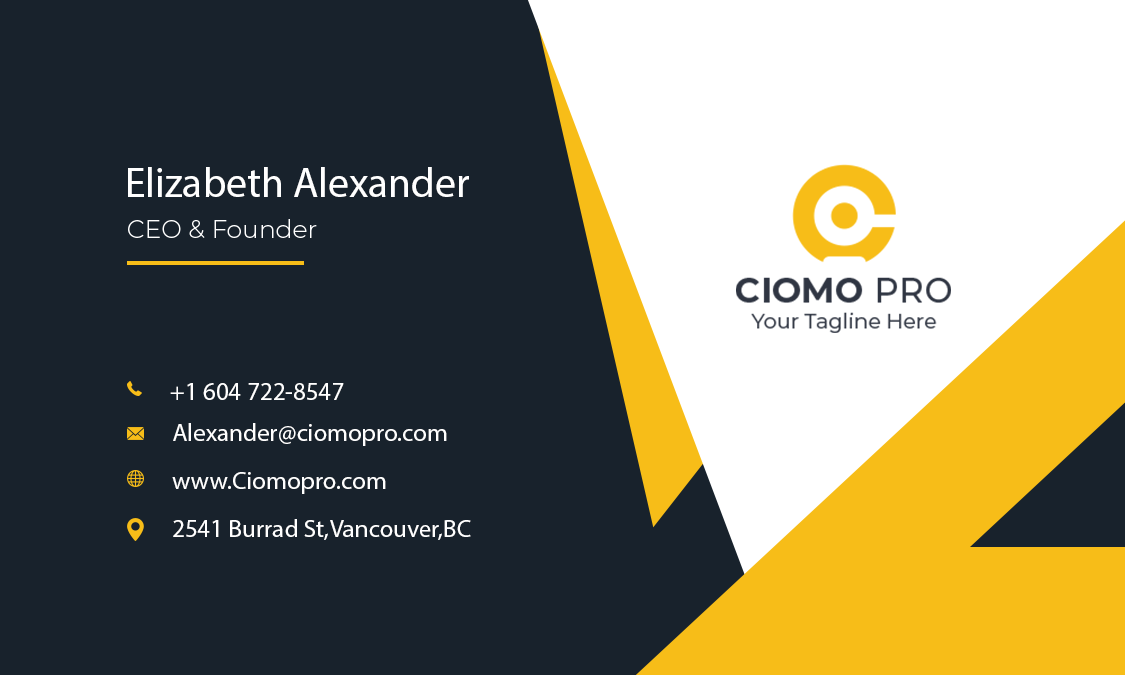 Elizabeth Alexander
CEO & Founder
+1 604 722-8547
Alexander@ciomopro.com
www.Ciomopro.com
2541 Burrad St,Vancouver,BC
CIOMO PRO
Your Tagline Here